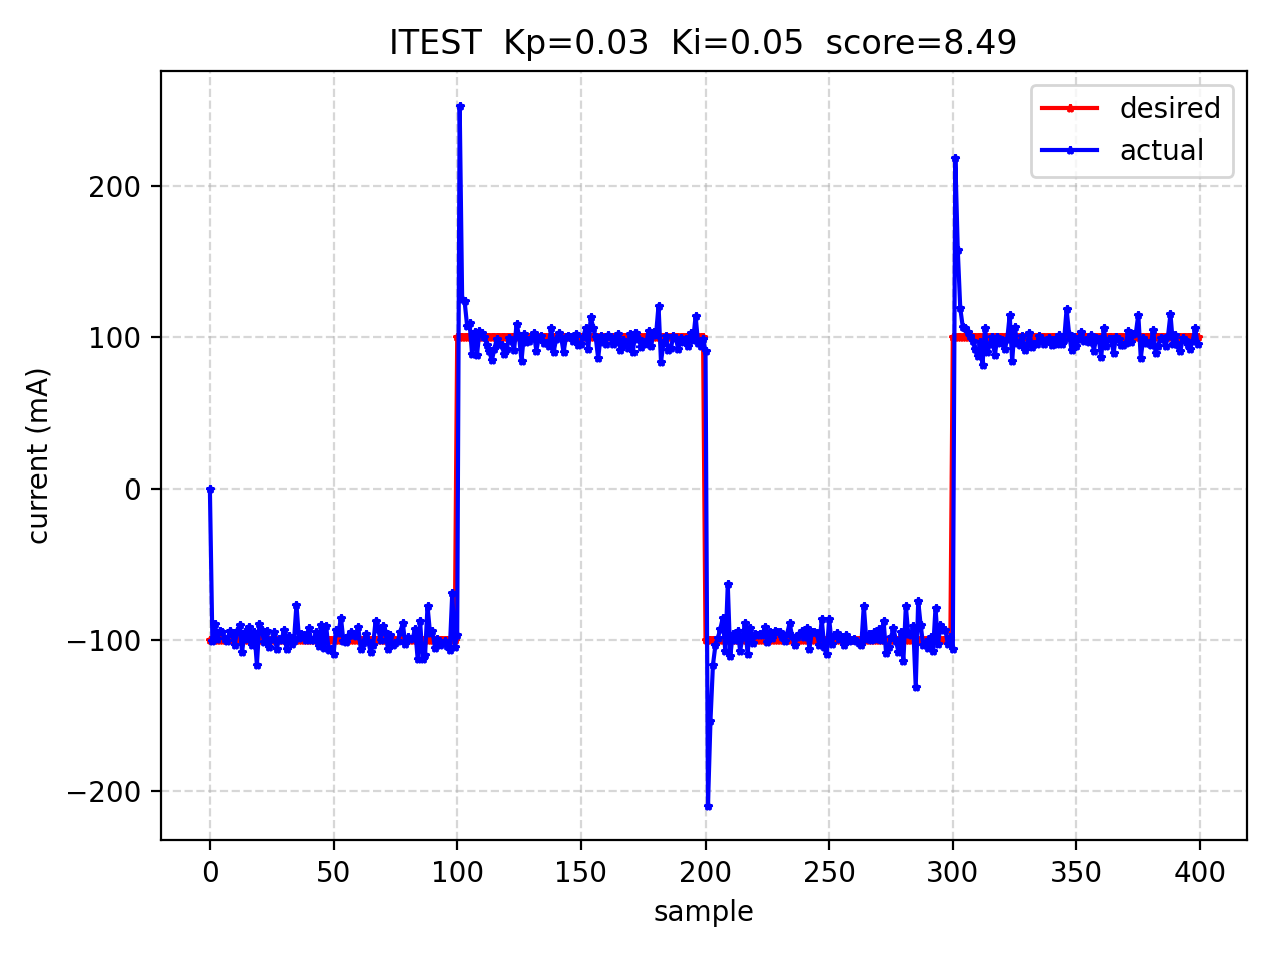 ITEST Kp=0.03 Ki=0.05 score=8.49
desired
actual
200
100
0
−100
−200
current (mA)
0 50 100 150 200 250 300 350 400
sample